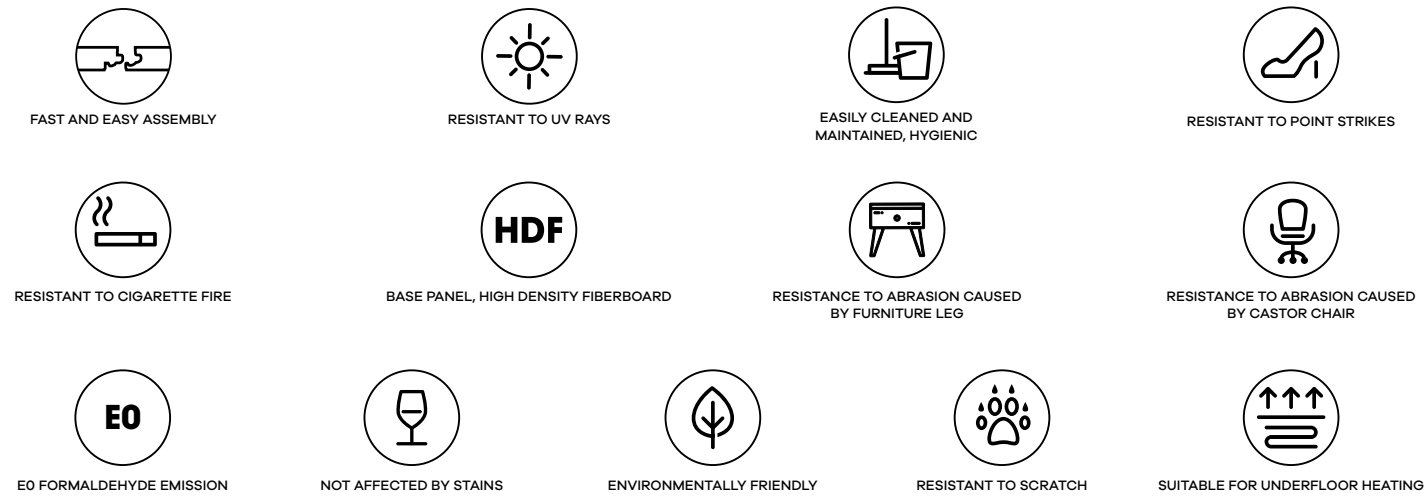 FAST AND EASY ASSEMBLY
RESISTANT TO UV RAYS
EASILY CLEANED AND
MAINTAINED, HYGIENIC
RESISTANT TO POINT STRIKES
HDF
RESISTANT TO CIGARETTE FIRE
BASE PANEL, HIGH DENSITY FIBERBOARD
RESISTANCE TO ABRASION CAUSED
BY FURNITURE LEG
RESISTANCE TO ABRASION CAUSED
BY CASTOR CHAIR
E0
E0 FORMALDEHYDE EMISSION
NOT AFFECTED BY STAINS
ENVIRONMENTALLY FRIENDLY
RESISTANT TO SCRATCH
SUITABLE FOR UNDERFLOOR HEATING